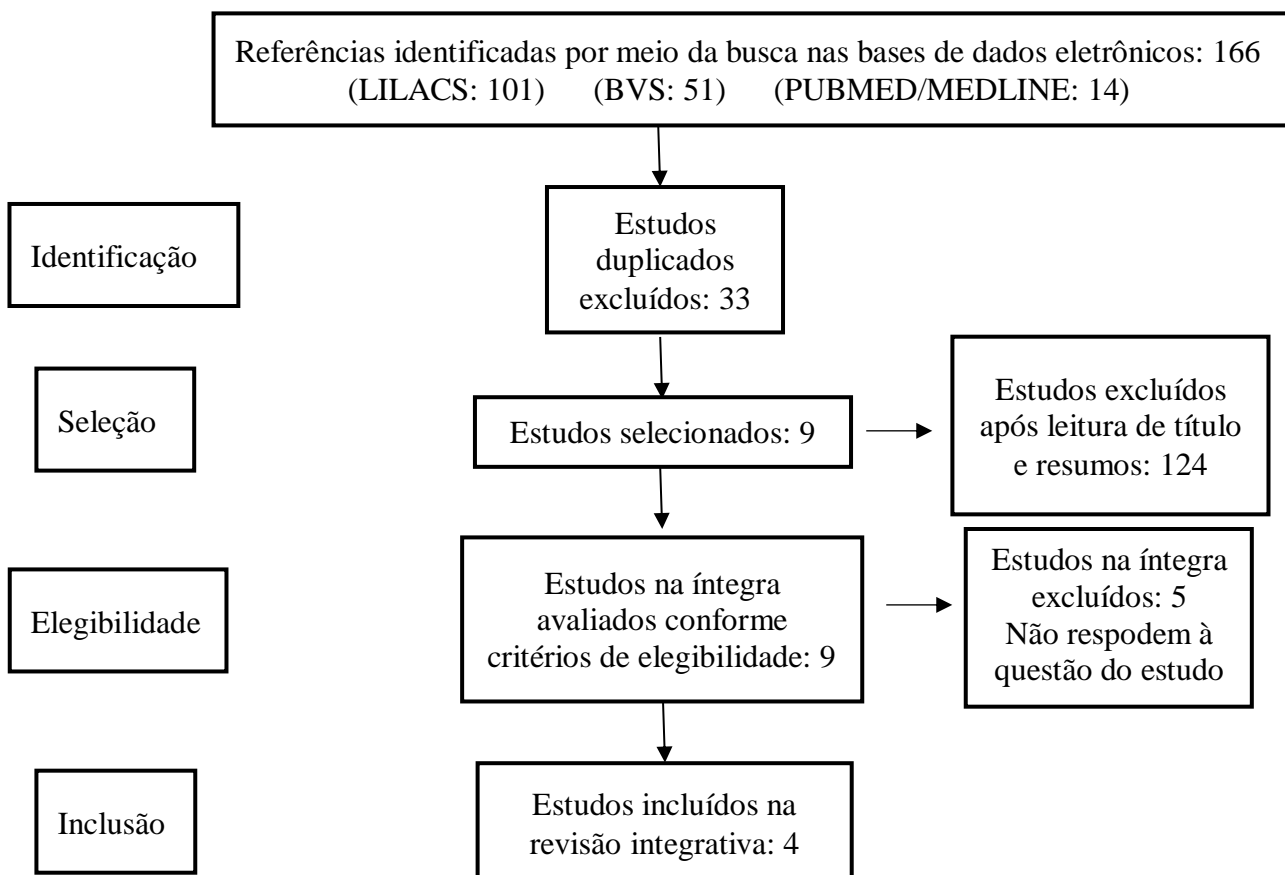 Referências identificadas por meio da busca nas bases de dados eletrônicos: 166
(LILACS: 101) (BVS: 51) (PUBMED/MEDLINE: 14)
Identificação
Estudos
duplicados
excluídos: 33
Seleção
Estudos selecionados: 9
Estudos excluídos
após leitura de título
e resumos: 124
Elegibilidade
Estudos na íntegra
avaliados conforme
critérios de elegibilidade: 9
Estudos na íntegra
excluídos: 5
Não respodem à
questão do estudo
Inclusão
Estudos incluídos na
revisão integrativa: 4